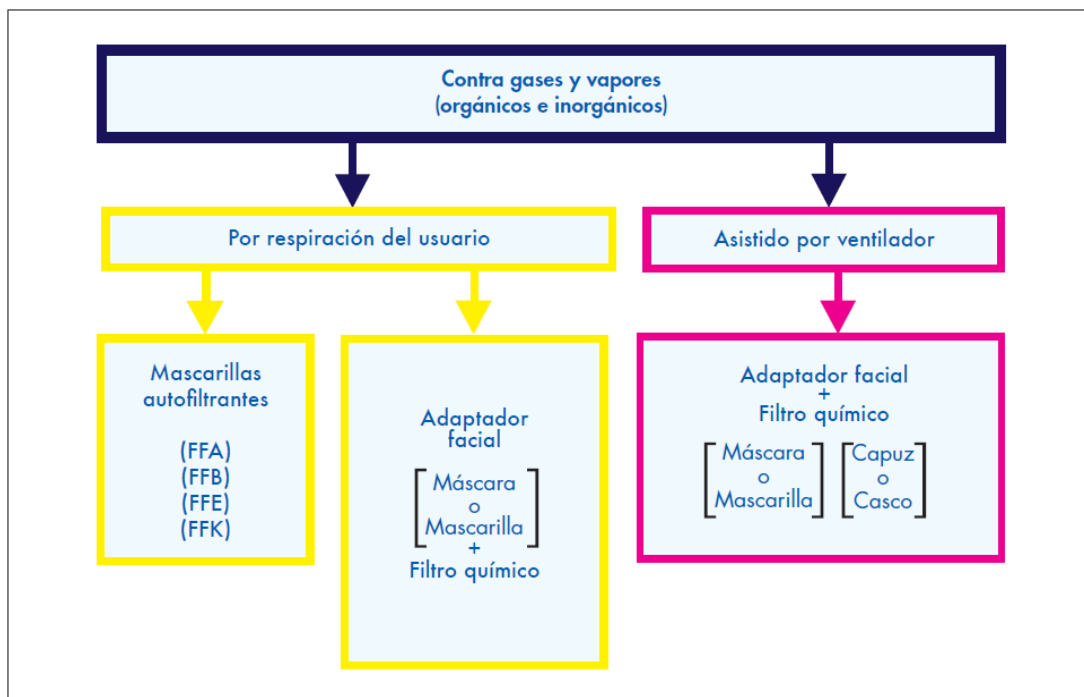 Contra gases y vapores
(orgánicos e inorgánicos)
Por respiración del usuario
Asistido por ventilador
Mascarillas
autofiltrantes
(FFA)
(FFB)
(FFE)
(FFK)
Adaptador
facial
Máscara
o
Mascarilla
+
Filtro químico
Adaptador facial
+
Filtro químico
Máscara
o
Mascarilla
Capuz
o
Casco